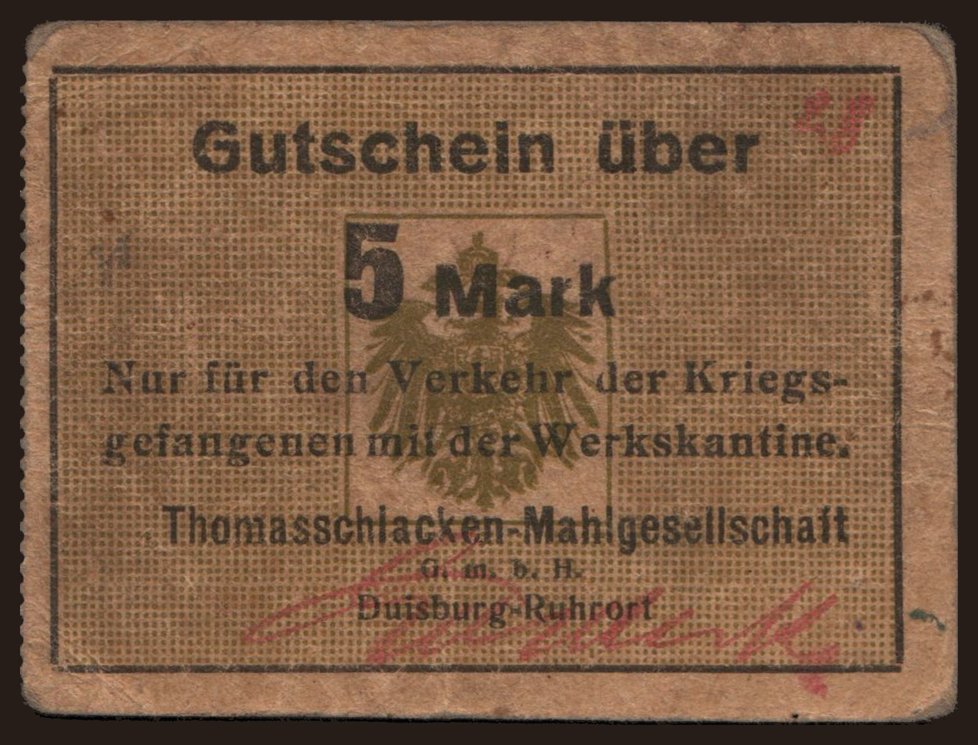 Gutschein über
5 Mark
Nur für den Verkehr der Kriegs-
gefangenen mit der Werkskantine.
Thomasschlacken-Mahlgesellschaft
G. m. b. H.
Duisburg-Ruhrort